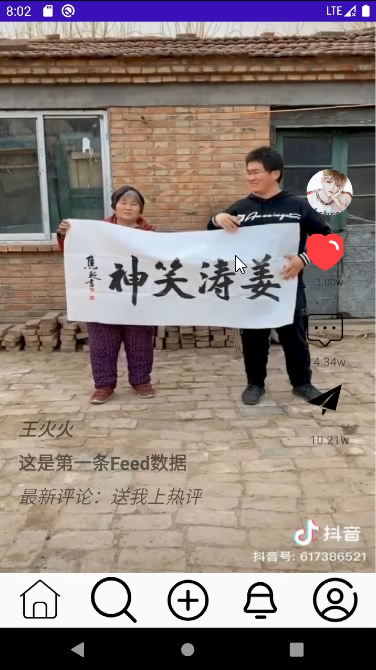 8:02
LTE
姜涛笑神
1.00w
4.34w
10.21w
王火火
这是第一条Feed数据
最新评论：送我上热评
抖音
抖音号: 617386521